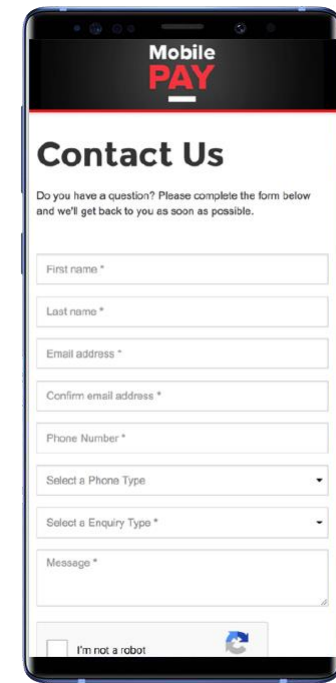 Mobile
PAY
Contact Us
Do you have a question? Please complete the form below
and we'll get back to you as soon as possible.
First name *
Last name *
Email address *
Confirm email address *
Phone Number *
Select a Phone Type
Select a Enquiry Type *
Message *
I'm not a robot